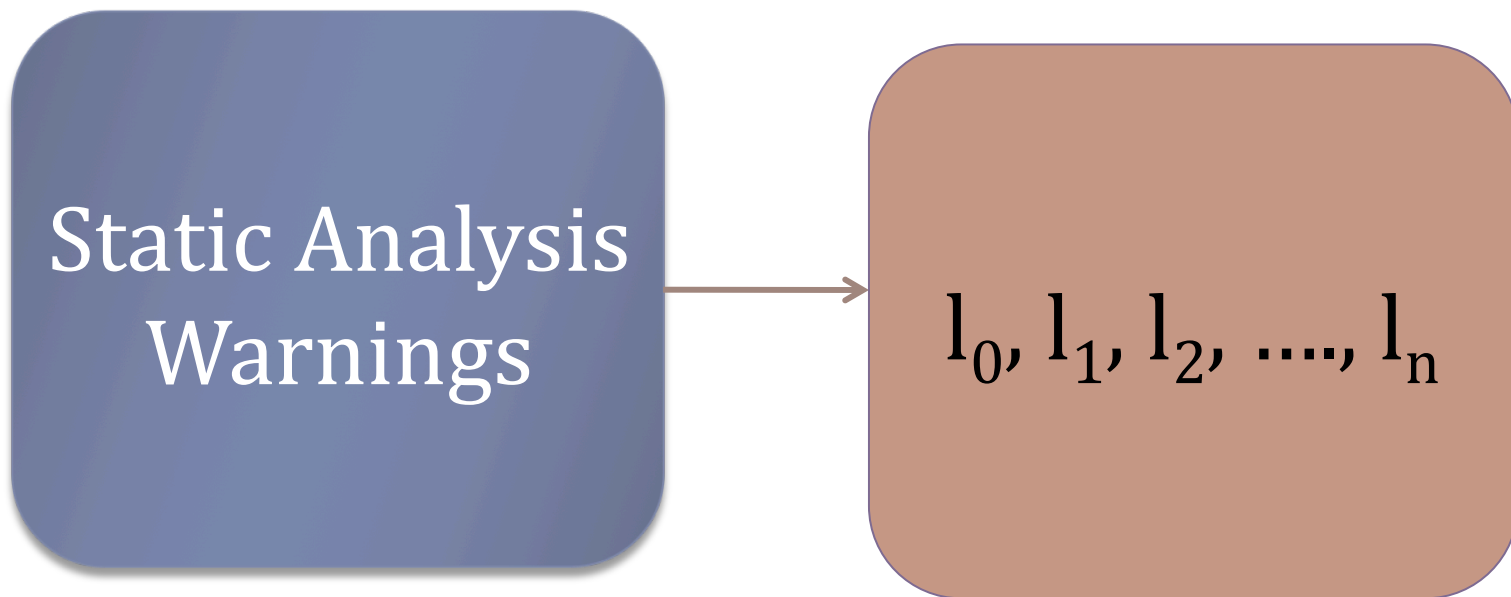 Static Analysis
Warnings
l₀, l₁, l₂, ...., lₙ